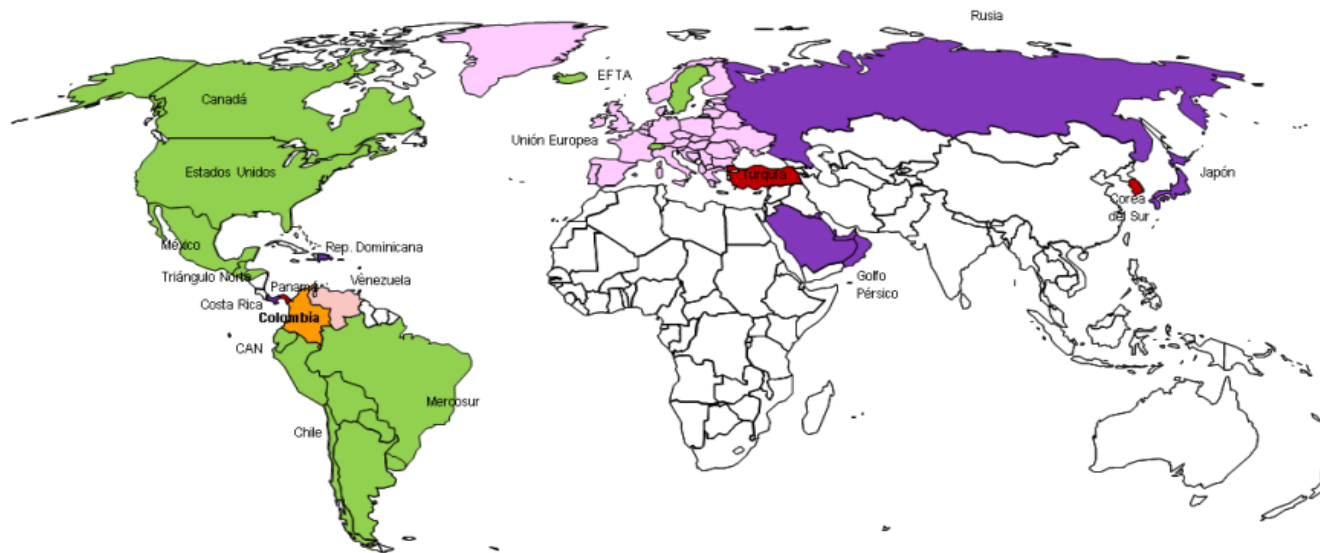 Rusia
Canadá
EFTA
Unión Europea
Estados Unidos
Turquía
Japón
Corea
del Sur
México
Rep. Dominicana
Triángulo Norte
Panamá
Venezuela
Golfo
Pérsico
Costa Rica
Colombia
CAN
Mercosur
Chile